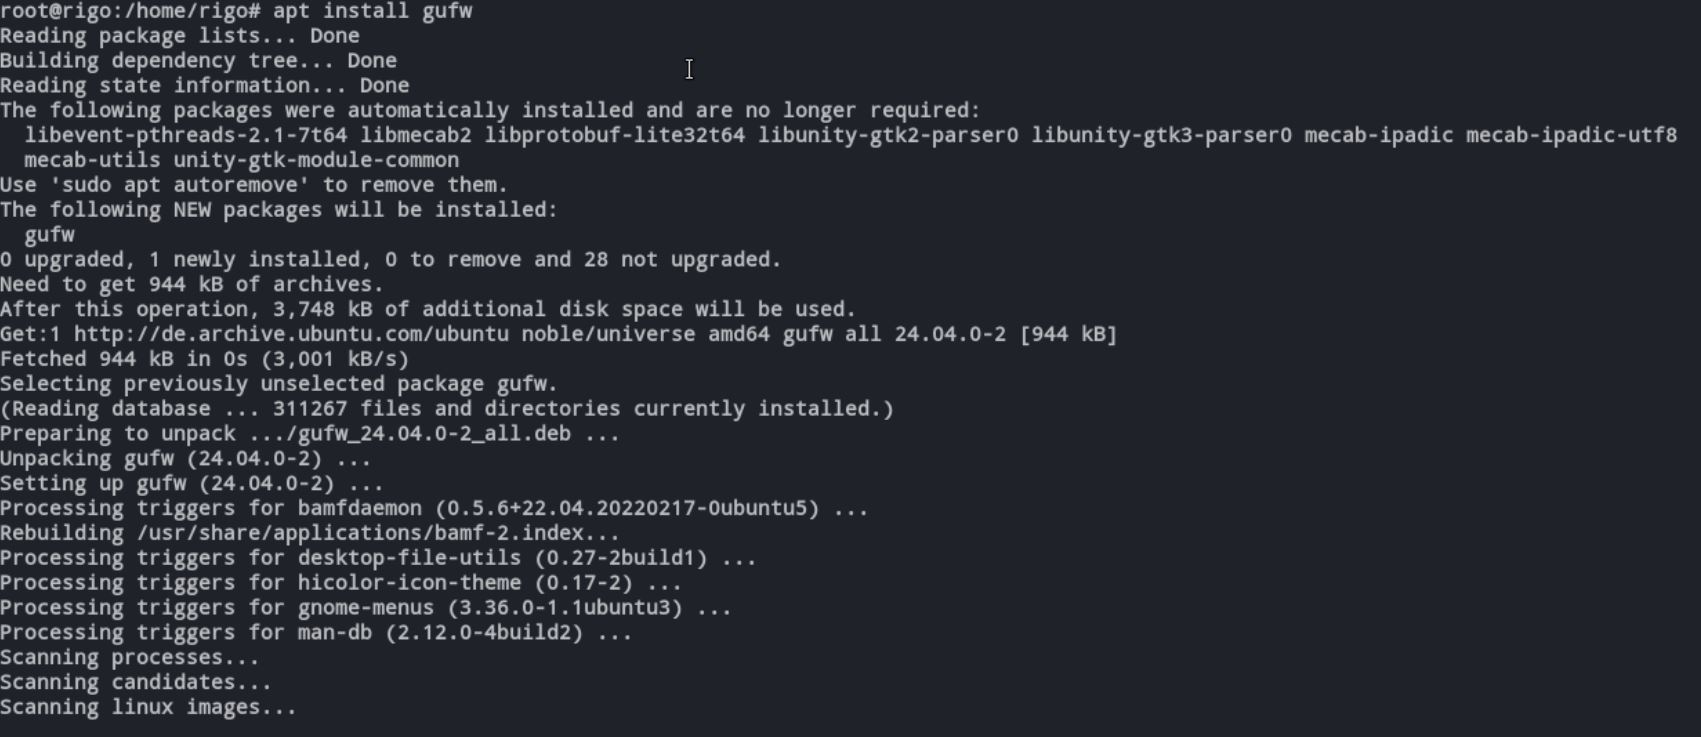 root@rigo:/home/rigo# apt install gufw
Reading package lists... Done
Building dependency tree... Done
Reading state information... Done
The following packages were automatically installed and are no longer required:
  libevent-pthreads-2.1-7t64 libmecab2 libprotobuf-lite32t64 libunity-gtk2-parser0 libunity-gtk3-parser0 mecab-ipadic mecab-ipadic-utf8
  mecab-utils unity-gtk-module-common
Use 'sudo apt autoremove' to remove them.
The following NEW packages will be installed:
  gufw
0 upgraded, 1 newly installed, 0 to remove and 28 not upgraded.
Need to get 944 kB of archives.
After this operation, 3,748 kB of additional disk space will be used.
Get:1 http://de.archive.ubuntu.com/ubuntu noble/universe amd64 gufw all 24.04.0-2 [944 kB]
Fetched 944 kB in 0s (3,001 kB/s)
Selecting previously unselected package gufw.
(Reading database ... 311267 files and directories currently installed.)
Preparing to unpack .../gufw_24.04.0-2_all.deb ...
Unpacking gufw (24.04.0-2) ...
Setting up gufw (24.04.0-2) ...
Processing triggers for bamfdaemon (0.5.6+22.04.20220217-0ubuntu5) ...
Rebuilding /usr/share/applications/bamf-2.index...
Processing triggers for desktop-file-utils (0.27-2build1) ...
Processing triggers for hicolor-icon-theme (0.17-2) ...
Processing triggers for gnome-menus (3.36.0-1.1ubuntu3) ...
Processing triggers for man-db (2.12.0-4build2) ...
Scanning processes...
Scanning candidates...
Scanning linux images...